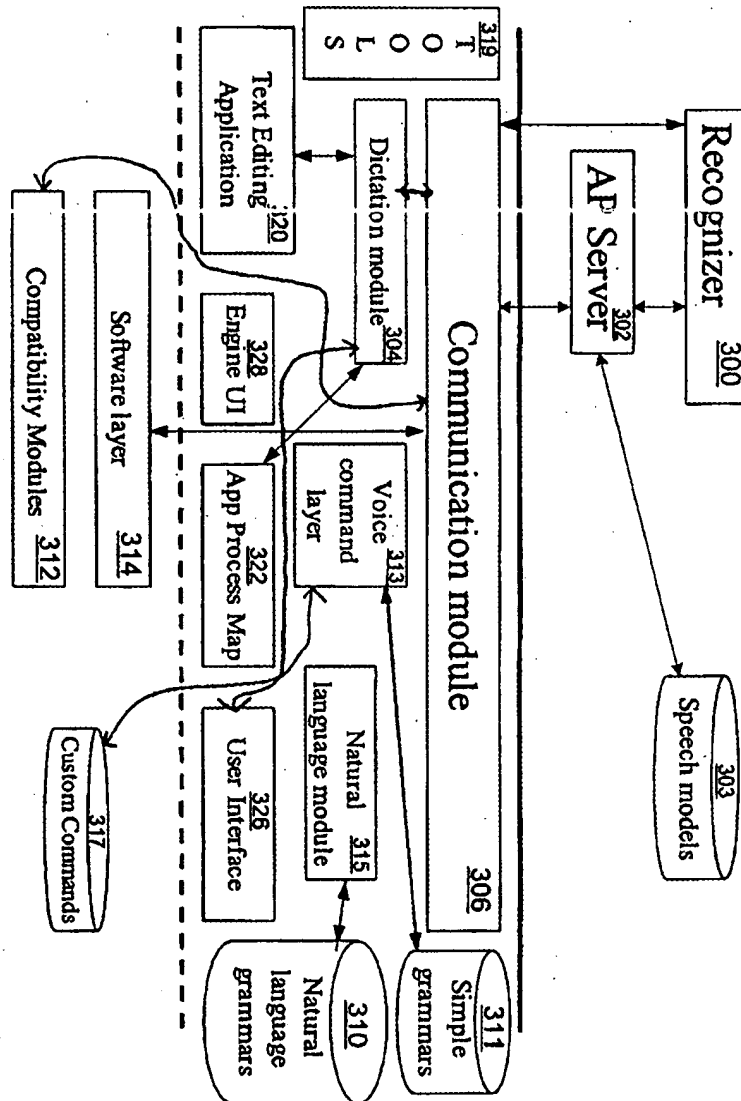 Recognizer
300
AP Server
302
Speech models
303
Communication module
306
319
T
O
O
L
S
Dictation module
304
Voice
command
layer
313
Natural
language module
315
Simple
grammars
311
Natural
language
grammars
310
Text Editing
Application
320
Engine UI
328
App Process Map
322
User Interface
326
Software layer
314
Compatibility Modules
312
Custom Commands
317